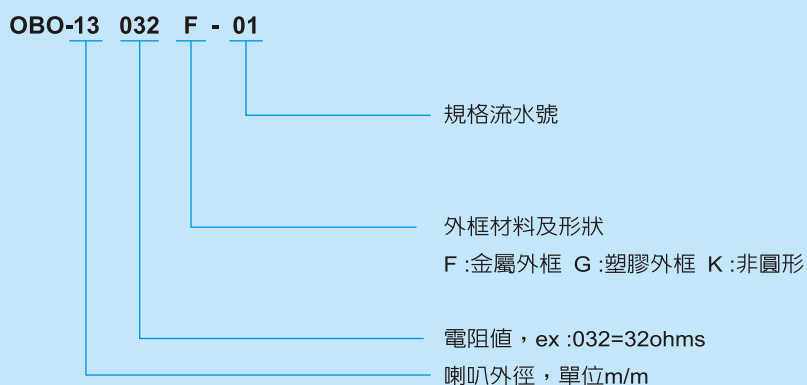 OBO-13 032 F - 01
規格流水號
外框材料及形狀
F :金屬外框 G :塑膠外框 K :非圓形
電阻值，ex :032=32ohms
喇叭外徑，單位m/m